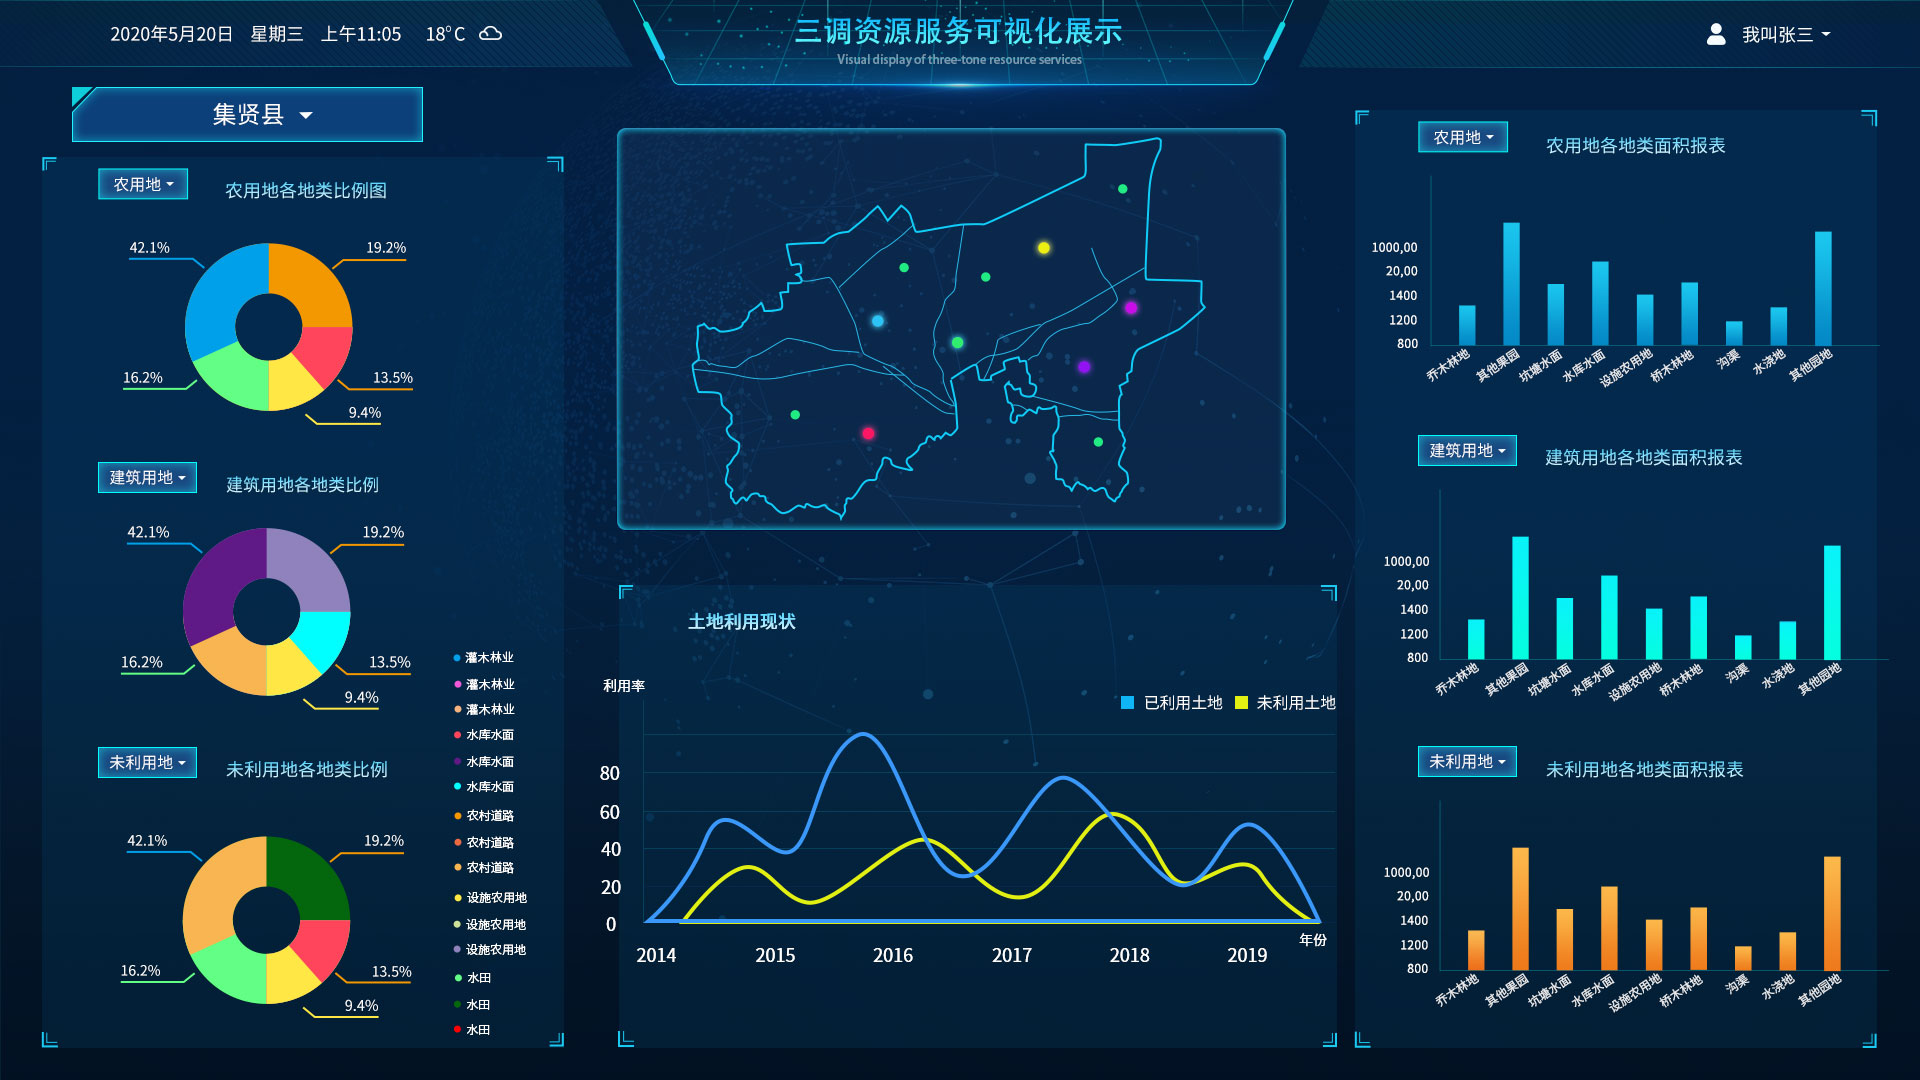 2020年5月20日 星期三 上午11:05 18°C
三调资源服务可视化展示
Visual display of three-tone resource services
我叫张三
集贤县
农用地
农用地各地类比例图
42.1%
19.2%
16.2%
13.5%
9.4%
建筑用地
建筑用地各地类比例
42.1%
19.2%
16.2%
13.5%
9.4%
未利用地
未利用地各地类比例
42.1%
19.2%
16.2%
13.5%
9.4%
灌木林业
灌木林业
灌木林业
水库水面
水库水面
水库水面
农村道路
农村道路
农村道路
设施农用地
设施农用地
设施农用地
水田
水田
水田
土地利用现状
利用率
已利用土地 未利用土地
80
60
40
20
0
年份
2014 2015 2016 2017 2018 2019
农用地
农用地各地类面积报表
1000,00
20,00
1400
1200
800
乔木林地 其他果园 坑塘水面 水库水面 设施农用地 桥木林地 沟渠 水浇地 其他园地
建筑用地
建筑用地各地类面积报表
1000,00
20,00
1400
1200
800
乔木林地 其他果园 坑塘水面 水库水面 设施农用地 桥木林地 沟渠 水浇地 其他园地
未利用地
未利用地各地类面积报表
1000,00
20,00
1400
1200
800
乔木林地 其他果园 坑塘水面 水库水面 设施农用地 桥木林地 沟渠 水浇地 其他园地